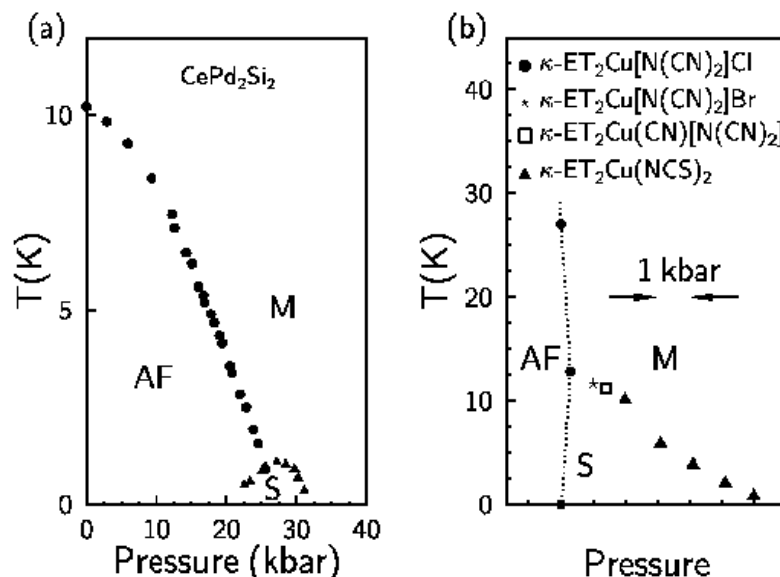 (a)
CePd₂Si₂
10
5
0
T(K)
AF
M
S
0
10
20
30
40
Pressure (kbar)
(b)
κ-ET₂Cu[N(CN)₂]Cl
κ-ET₂Cu[N(CN)₂]Br
κ-ET₂Cu(CN)[N(CN)₂]
κ-ET₂Cu(NCS)₂
40
30
20
10
0
T(K)
1 kbar
AF
M
S
Pressure